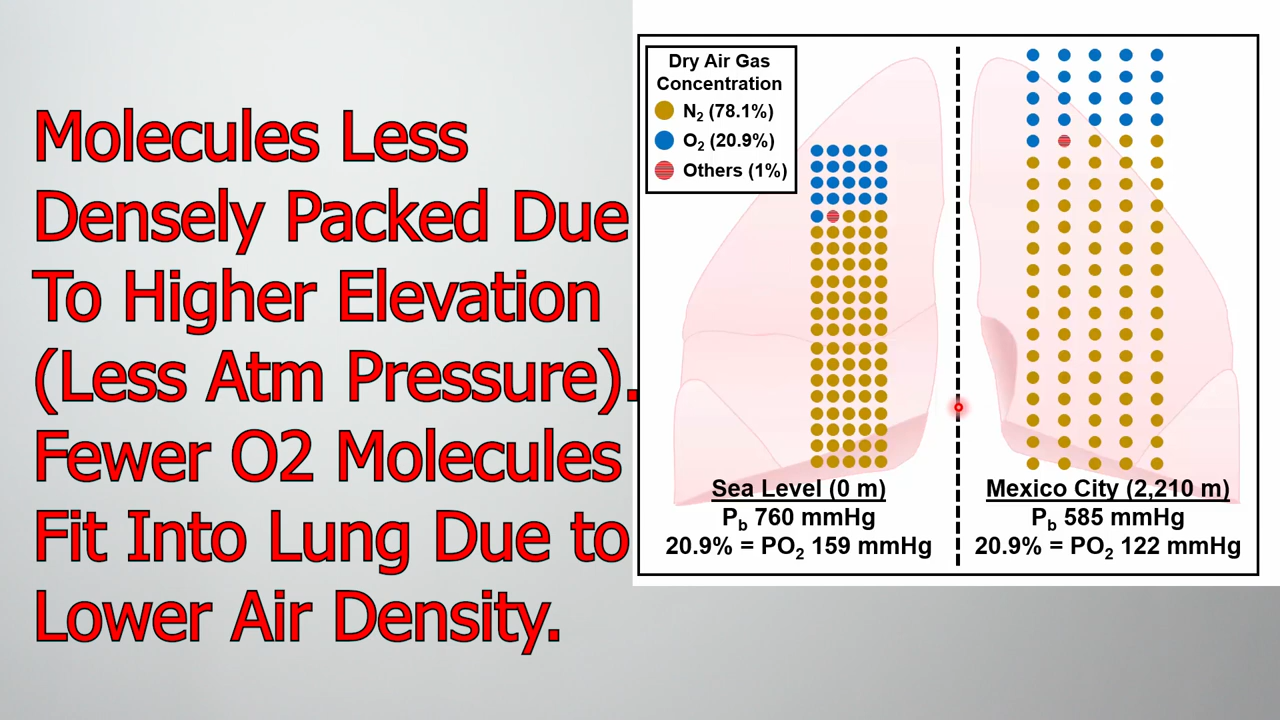 Molecules Less
Densely Packed Due
To Higher Elevation
(Less Atm Pressure).
Fewer O2 Molecules
Fit Into Lung Due to
Lower Air Density.
Dry Air Gas
Concentration
N₂ (78.1%)
O₂ (20.9%)
Others (1%)
Sea Level (0 m)
P_b 760 mmHg
20.9% = PO₂ 159 mmHg
Mexico City (2,210 m)
P_b 585 mmHg
20.9% = PO₂ 122 mmHg